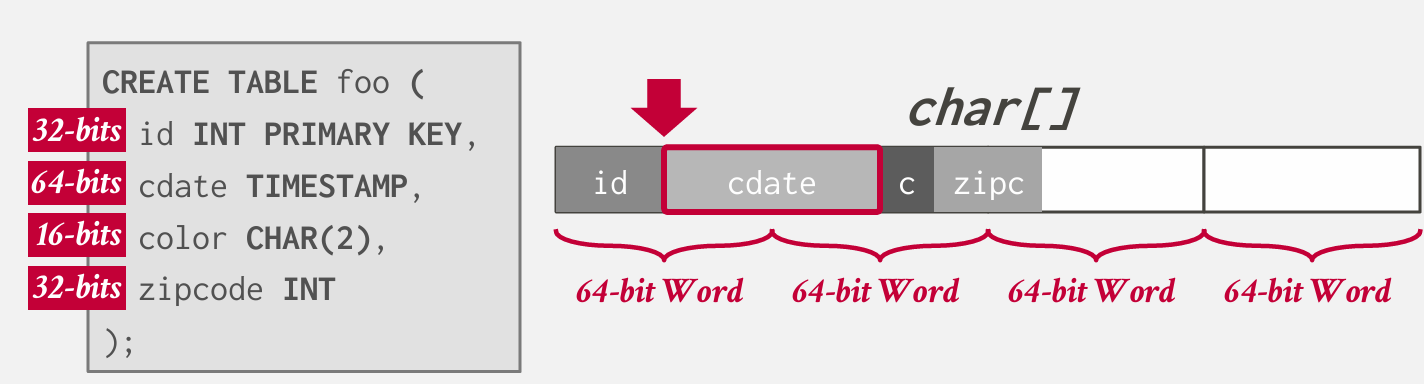 CREATE TABLE foo (
32-bits id INT PRIMARY KEY,
64-bits cdate TIMESTAMP,
16-bits color CHAR(2),
32-bits zipcode INT
);
char[]
id cdate c zipc
64-bit Word 64-bit Word 64-bit Word 64-bit Word